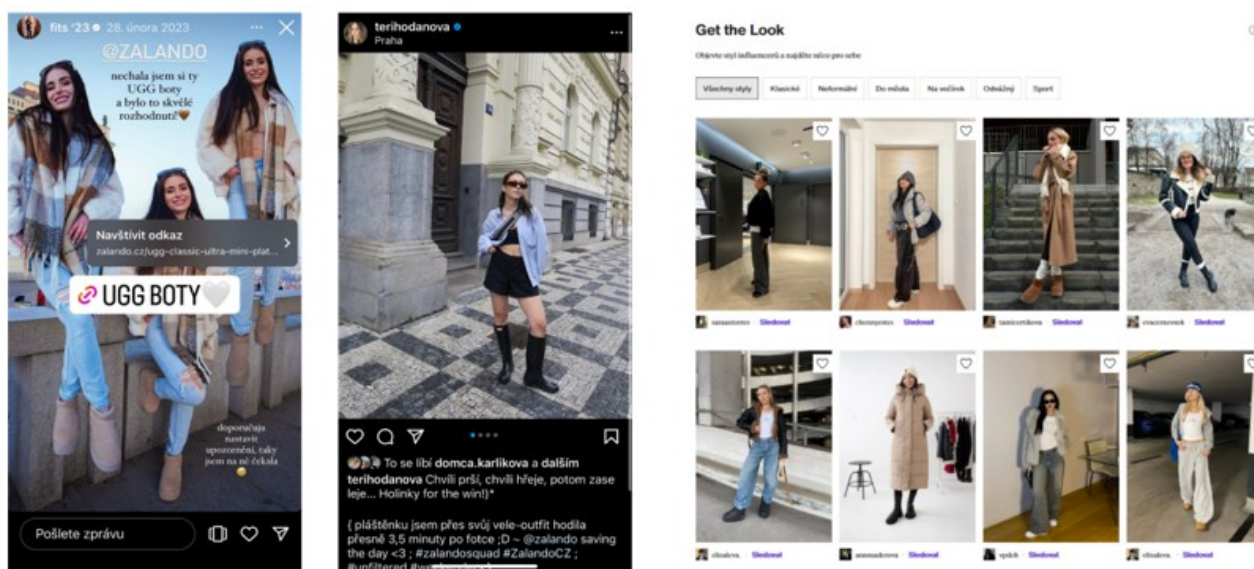 fits '23 28. února 2023
@ZALANDO
nechala jsem si ty
UGG boty
a bylo to skvělé
rozhodnutí!
Navštívit odkaz
zalando.cz/ugg-classic-ultra-mini-plat...
UGG BOTY
doporučuju
nastavit
upozornění, taky
jsem na ně čekala
Pošlete zprávu
terihodanova
Praha
To se líbí domca.karlikova a dalším
terihodanova Chvíli prší, chvíli hřeje, potom zase
leje... Holinky for the win!)*
{ pláštěnku jsem přes svůj vele-outfit hodila
přesně 3,5 minuty po fotce ;D ~ @zalando saving
the day <3 ; #zalandosquad #ZalandoCZ ;
Get the Look
Objevte styl influencerů a najděte něco pro sebe
Všechny styly Klasické Neformální Do města Na večírek Odvážný Sport
Sledovat Sledovat Sledovat Sledovat
Sledovat Sledovat Sledovat Sledovat